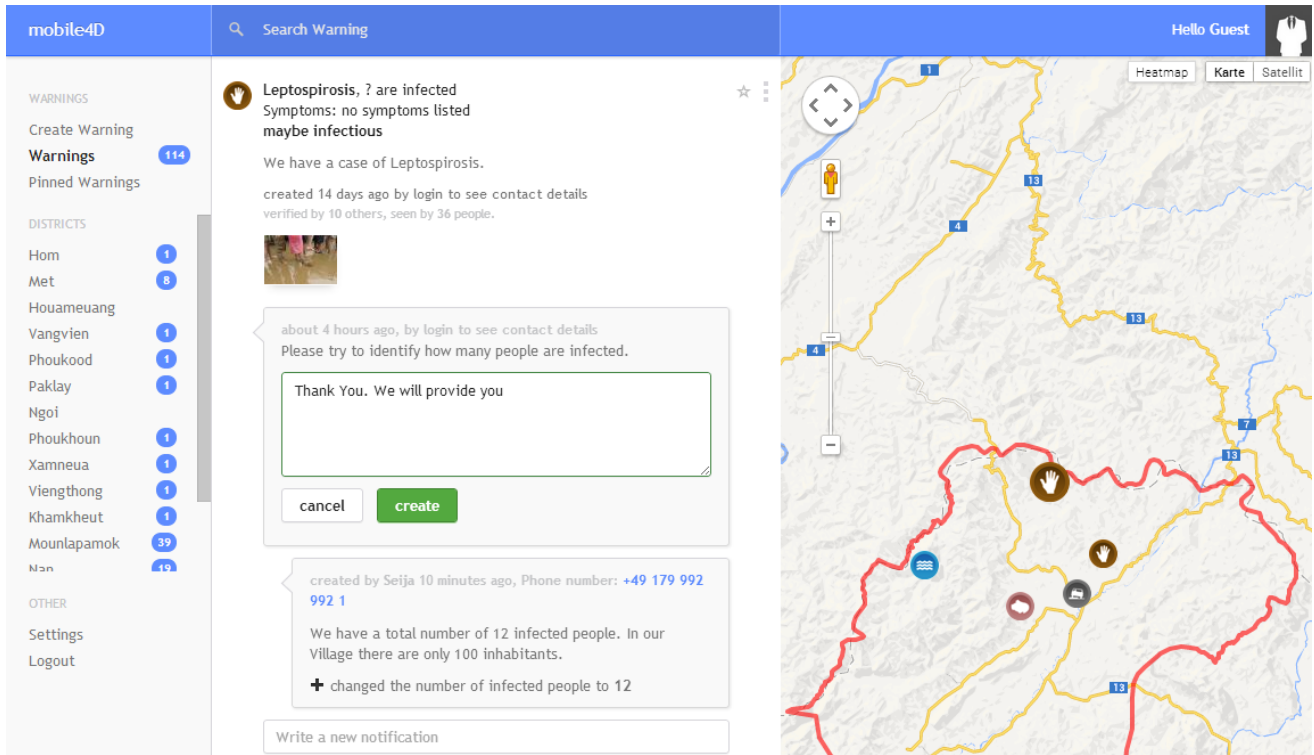 mobile4D
Search Warning
Hello Guest
WARNINGS
Create Warning
Warnings 114
Pinned Warnings
DISTRICTS
Hom 1
Met 8
Houameuang
Vangvien 1
Phoukood 1
Paklay 1
Ngoi
Phoukhoun 1
Xamneua 1
Viengthong 1
Khamkheut 1
Mounlapamok 39
Nan 19
OTHER
Settings
Logout
Leptospirosis, ? are infected
Symptoms: no symptoms listed
maybe infectious
We have a case of Leptospirosis.
created 14 days ago by login to see contact details
verified by 10 others, seen by 36 people.
about 4 hours ago, by login to see contact details
Please try to identify how many people are infected.
Thank You. We will provide you
cancel create
created by Seija 10 minutes ago, Phone number: +49 179 992
992 1
We have a total number of 12 infected people. In our
Village there are only 100 inhabitants.
+ changed the number of infected people to 12
Write a new notification
Heatmap Karte Satellit
1
13
13
4
13
4
7
13
13